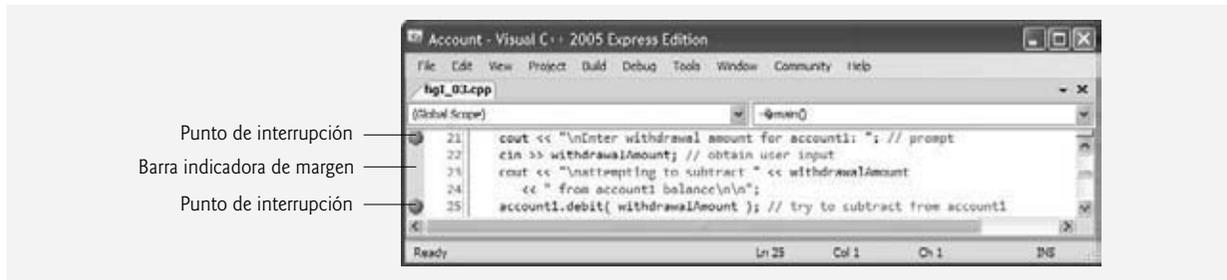 Account - Visual C++ 2005 Express Edition
File Edit View Project Build Debug Tools Window Community Help
figI_03.cpp
(Global Scope) main()
Punto de interrupción
21 cout << "\nEnter withdrawal amount for account1: "; // prompt
Barra indicadora de margen
22 cin >> withdrawalAmount; // obtain user input
23 cout << "\nattempting to subtract " << withdrawalAmount
24 << " from account1 balance\n\n";
Punto de interrupción
25 account1.debit( withdrawalAmount ); // try to subtract from account1
Ready Ln 25 Col 1 Ch 1 INS